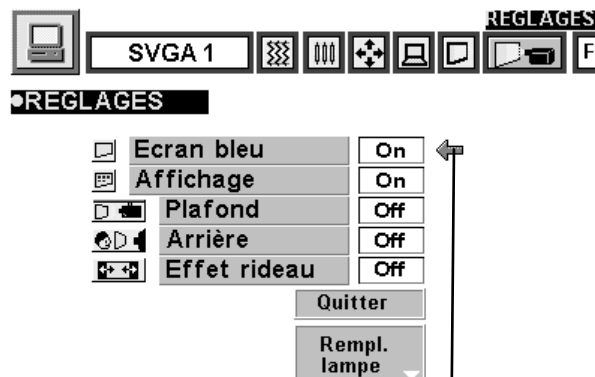 REGLAGES
SVGA 1
F
•REGLAGES
Ecran bleu On
Affichage On
Plafond Off
Arrière Off
Effet rideau Off
Quitter
Rempl.
lampe